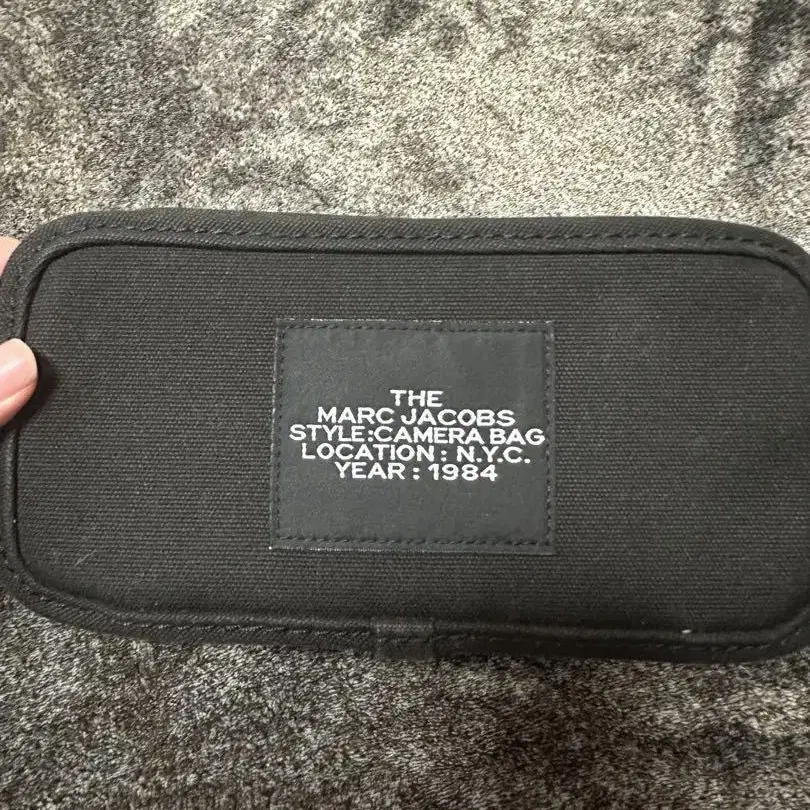 THE
MARC JACOBS
STYLE:CAMERA BAG
LOCATION : N.Y.C.
YEAR : 1984